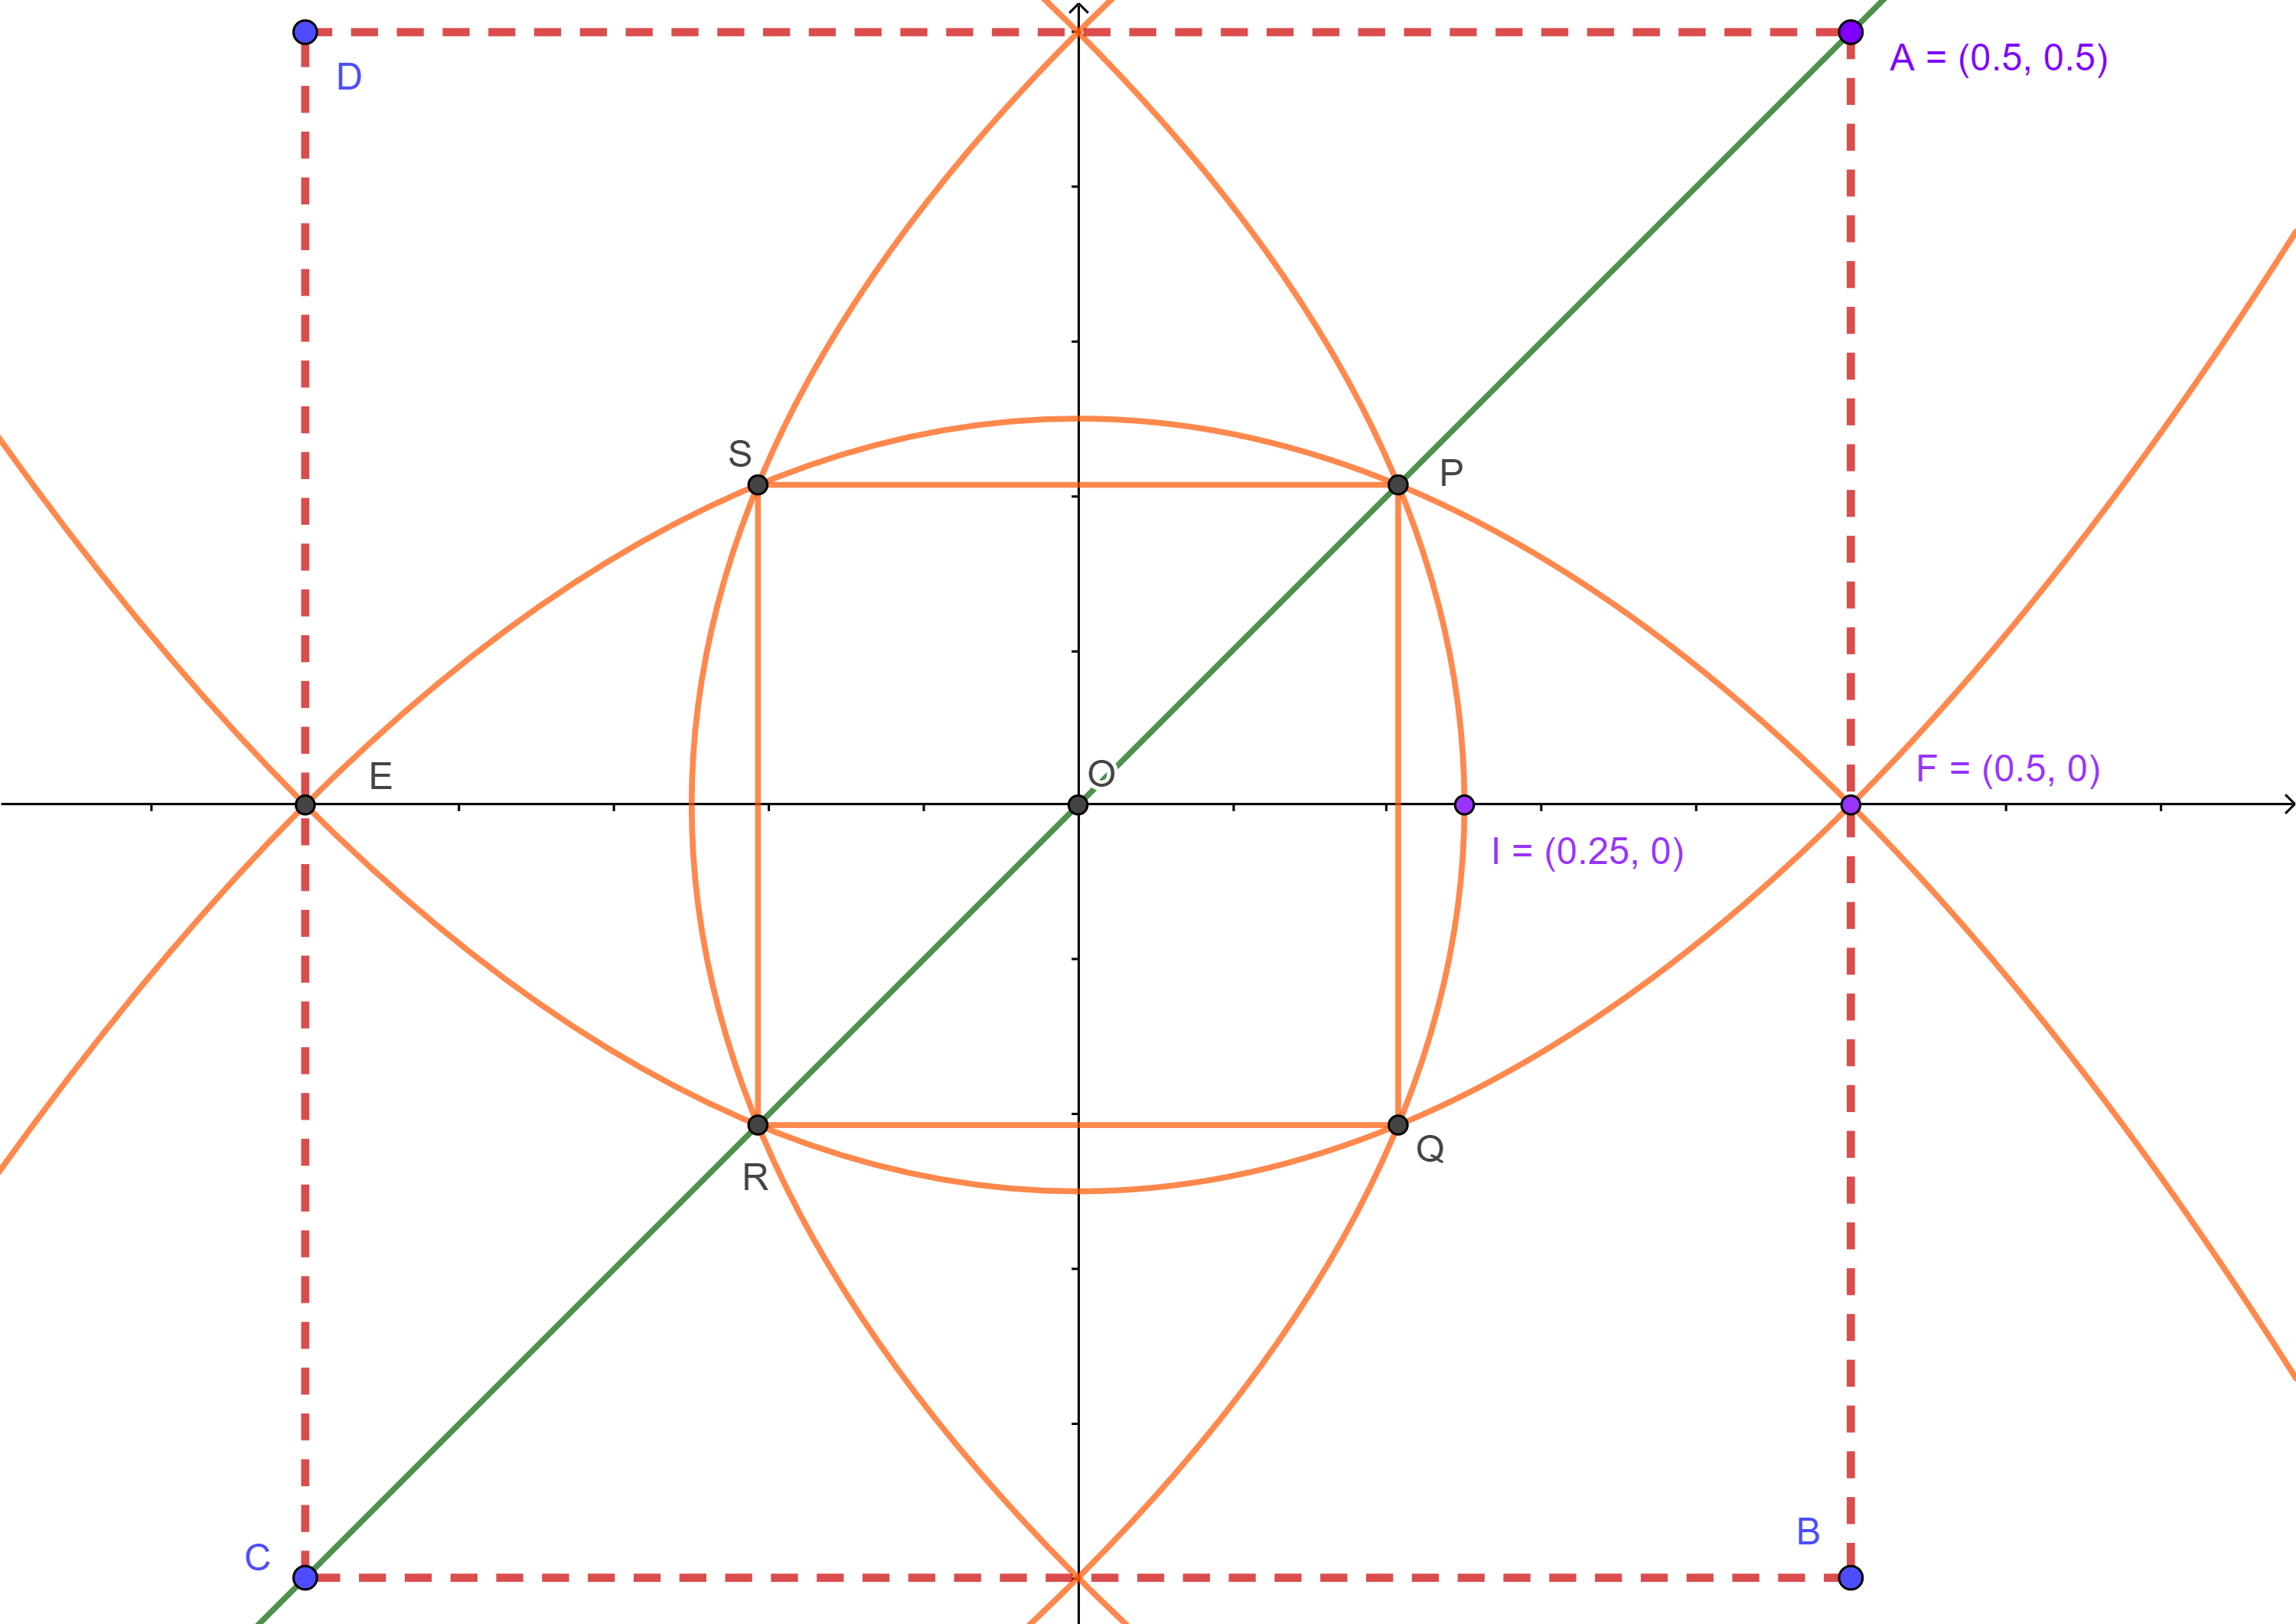 D
A = (0.5, 0.5)
S
P
O
E
F = (0.5, 0)
I = (0.25, 0)
R
Q
C
B